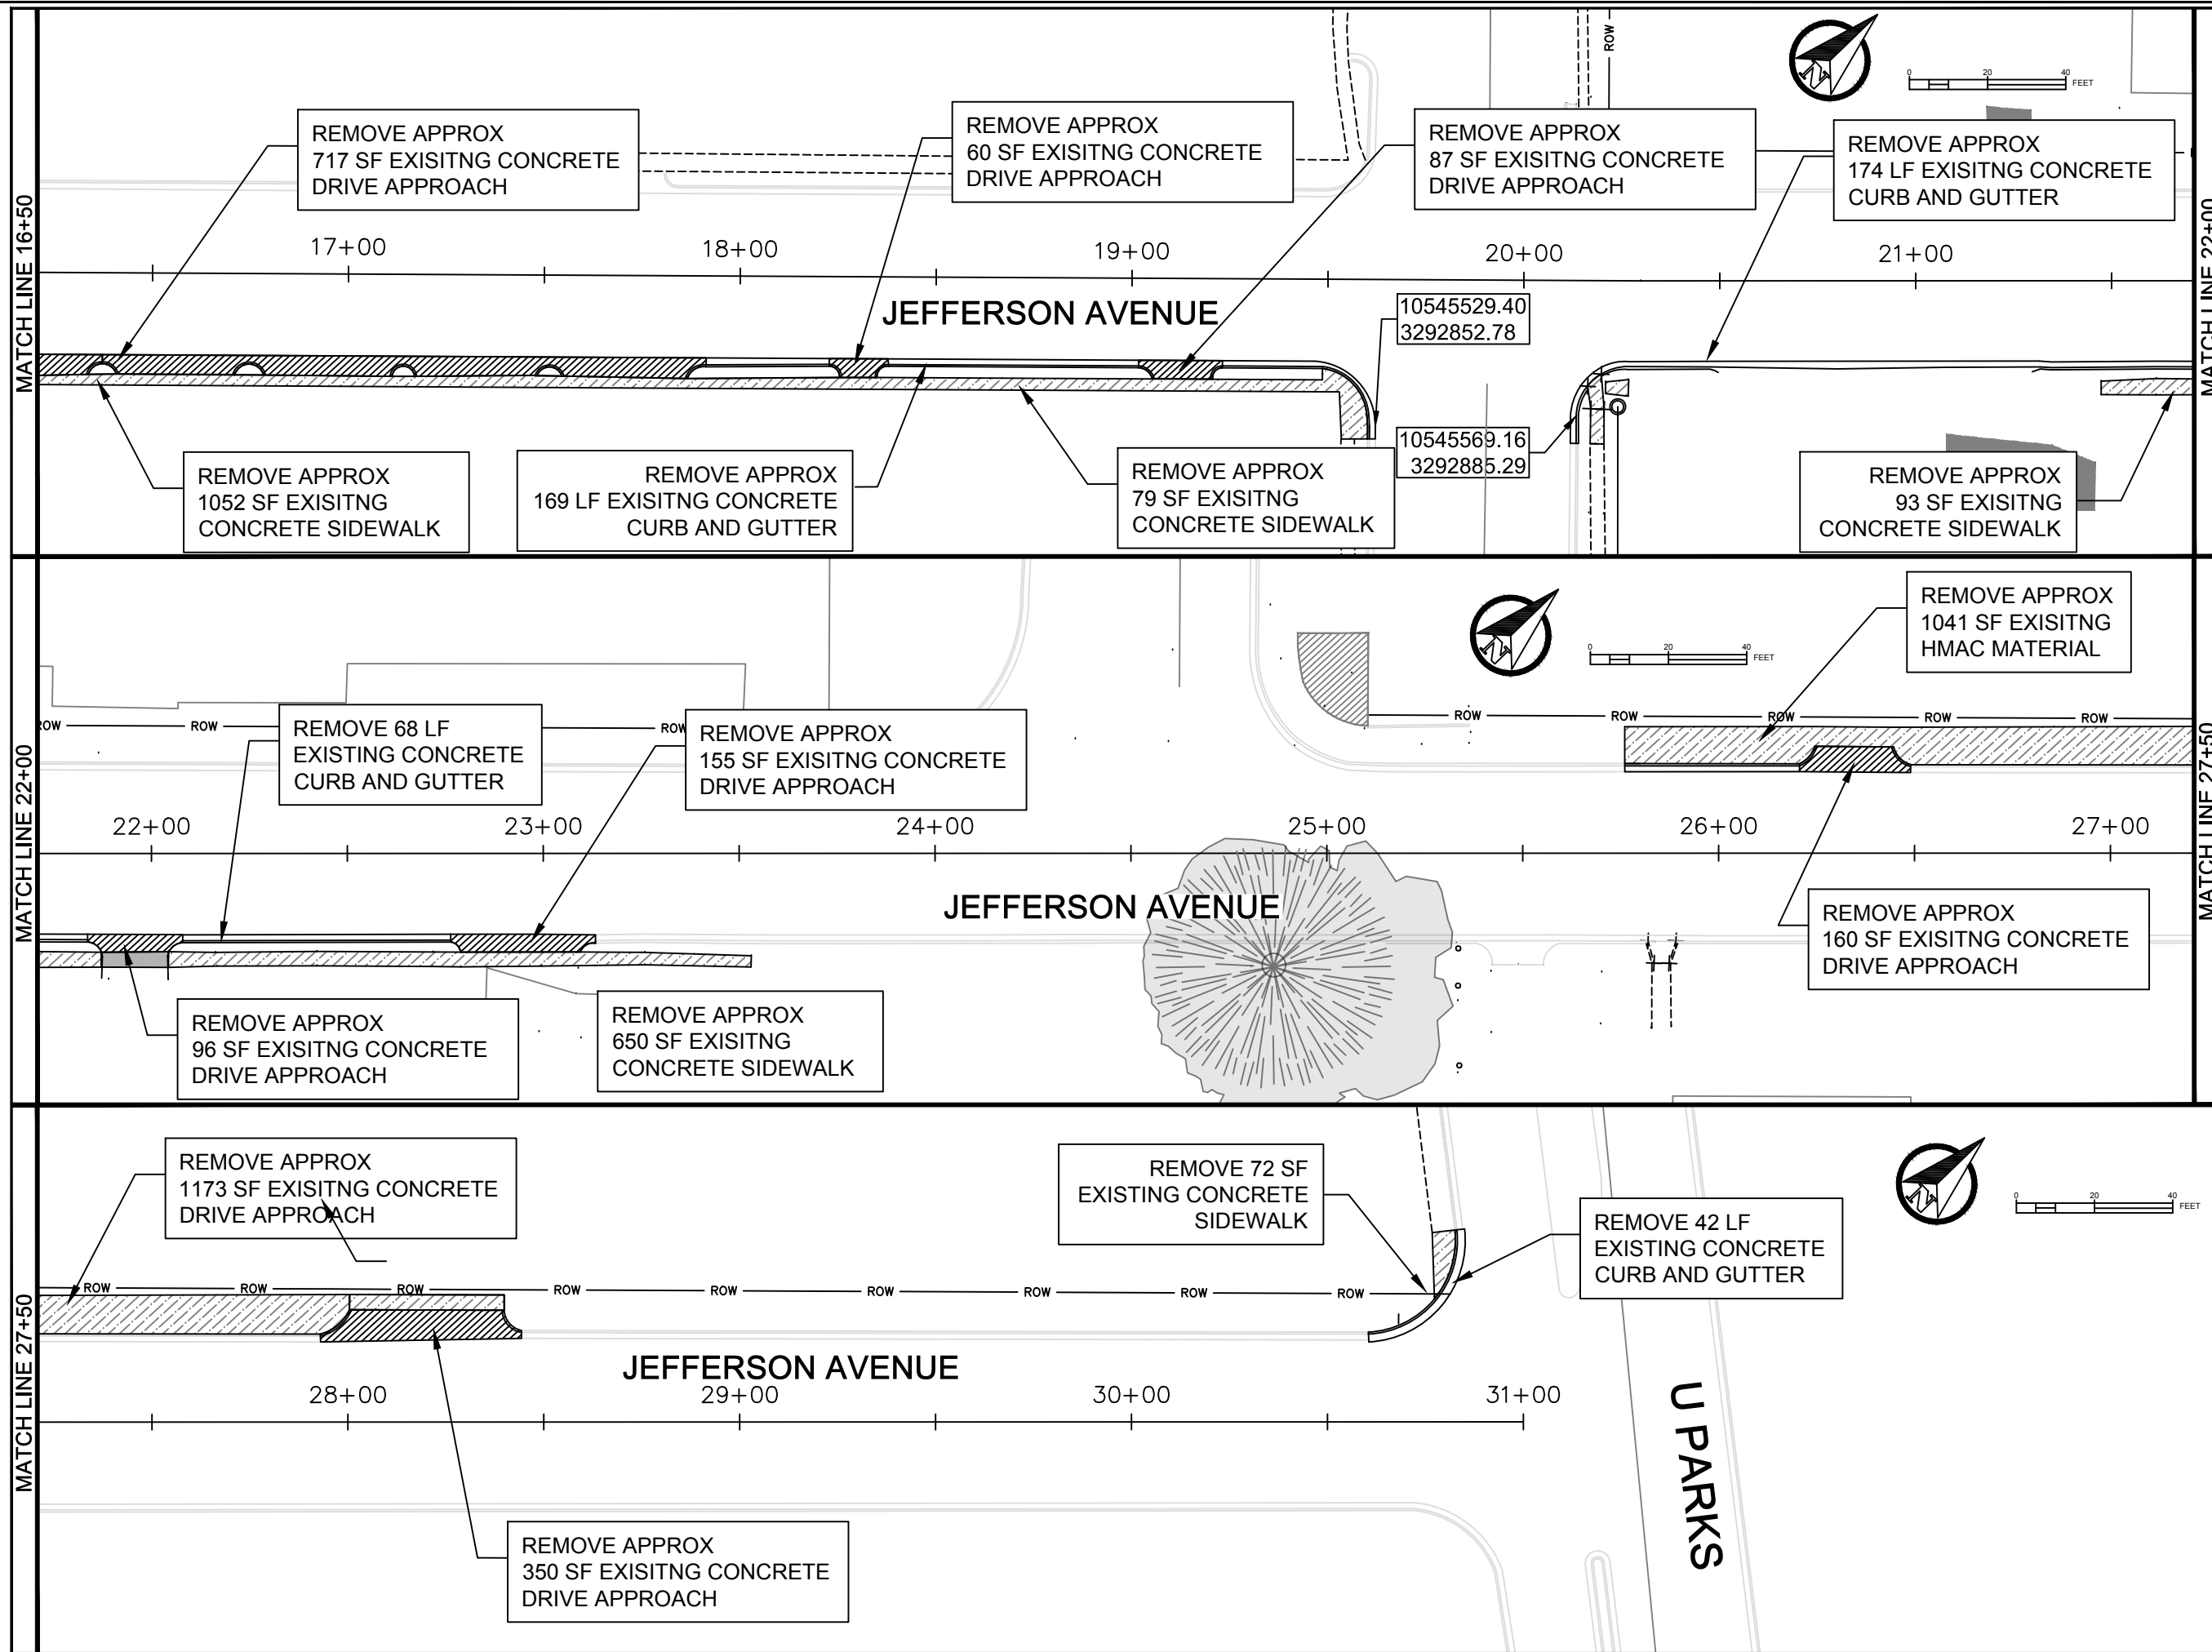 ROW
0 20 40
FEET
REMOVE APPROX
717 SF EXISITNG CONCRETE
DRIVE APPROACH
REMOVE APPROX
60 SF EXISITNG CONCRETE
DRIVE APPROACH
REMOVE APPROX
87 SF EXISITNG CONCRETE
DRIVE APPROACH
REMOVE APPROX
174 LF EXISITNG CONCRETE
CURB AND GUTTER
MATCH LINE 16+50
17+00 18+00 19+00 20+00 21+00
MATCH LINE 22+00
JEFFERSON AVENUE
10545529.40
3292852.78
10545569.16
3292885.29
REMOVE APPROX
1052 SF EXISITNG
CONCRETE SIDEWALK
REMOVE APPROX
169 LF EXISITNG CONCRETE
CURB AND GUTTER
REMOVE APPROX
79 SF EXISITNG
CONCRETE SIDEWALK
REMOVE APPROX
93 SF EXISITNG
CONCRETE SIDEWALK
N
REMOVE APPROX
1041 SF EXISITNG
HMAC MATERIAL
N
0 20 40
FEET
ROW ROW ROW
ROW ROW ROW ROW ROW
REMOVE 68 LF
EXISTING CONCRETE
CURB AND GUTTER
REMOVE APPROX
155 SF EXISITNG CONCRETE
DRIVE APPROACH
MATCH LINE 22+00
22+00 23+00 24+00 25+00 26+00 27+00
MATCH LINE 27+50
JEFFERSON AVENUE
REMOVE APPROX
160 SF EXISITNG CONCRETE
DRIVE APPROACH
REMOVE APPROX
96 SF EXISITNG CONCRETE
DRIVE APPROACH
REMOVE APPROX
650 SF EXISITNG
CONCRETE SIDEWALK
REMOVE APPROX
1173 SF EXISITNG CONCRETE
DRIVE APPROACH
REMOVE 72 SF
EXISTING CONCRETE
SIDEWALK
REMOVE 42 LF
EXISTING CONCRETE
CURB AND GUTTER
N
0 20 40
FEET
ROW ROW ROW ROW ROW ROW ROW ROW ROW
MATCH LINE 27+50
JEFFERSON AVENUE
28+00 29+00 30+00 31+00
U PARKS
REMOVE APPROX
350 SF EXISITNG CONCRETE
DRIVE APPROACH